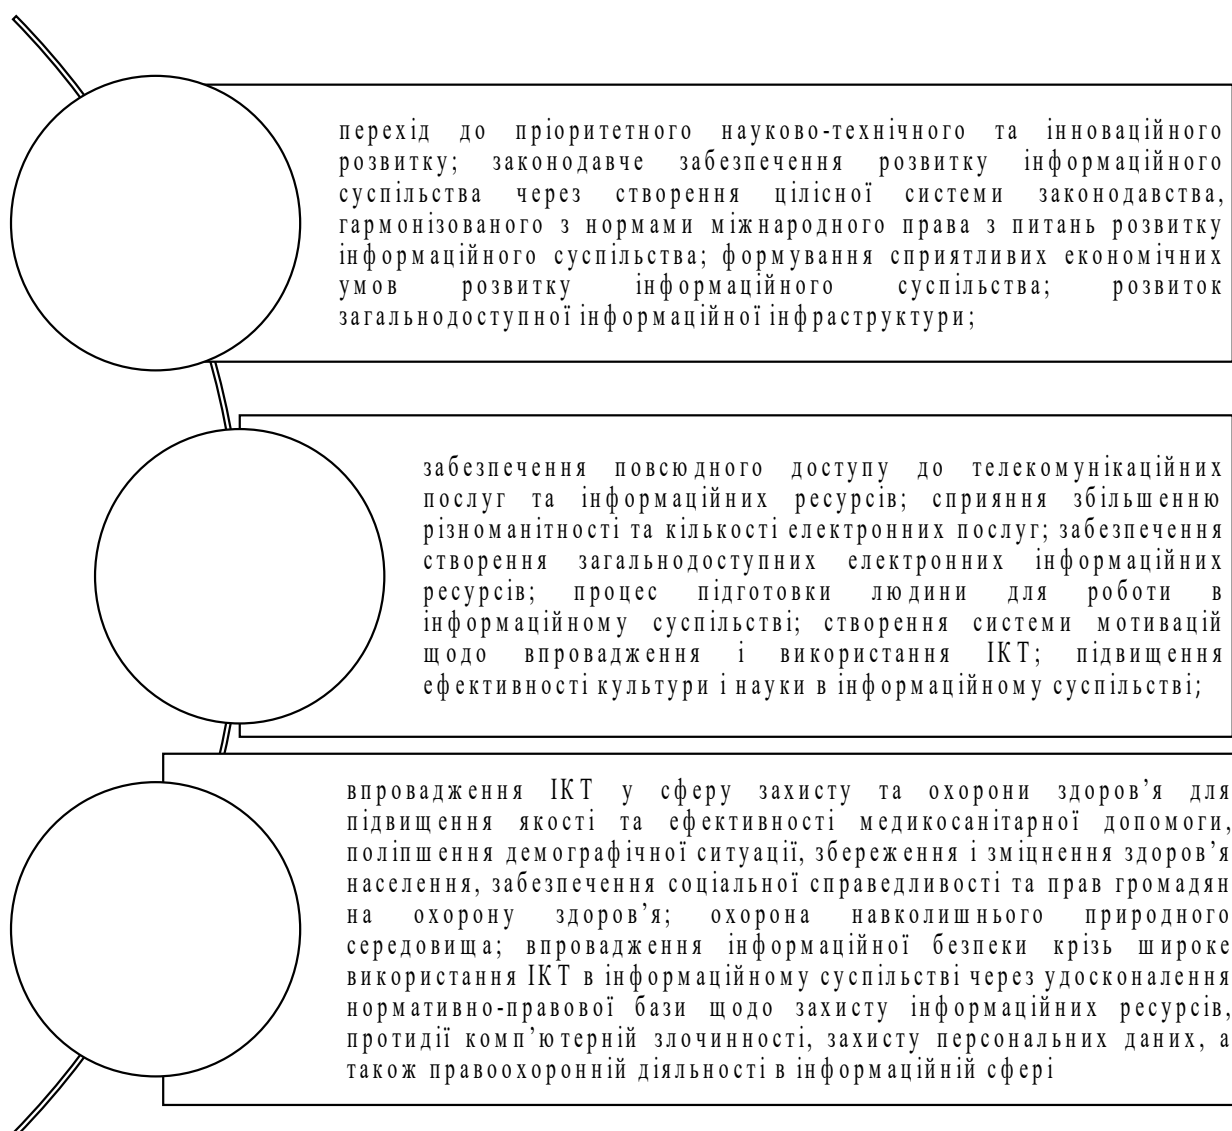 перехід до пріоритетного науково-технічного та інноваційного
розвитку; законодавче забезпечення розвитку інформаційного
суспільства через створення цілісної системи законодавства,
гармонізованого з нормами міжнародного права з питань розвитку
інформаційного суспільства; формування сприятливих економічних
умов розвитку інформаційного суспільства; розвиток
загальнодоступної інформаційної інфраструктури;
забезпечення повсюдного доступу до телекомунікаційних
послуг та інформаційних ресурсів; сприяння збільшенню
різноманітності та кількості електронних послуг; забезпечення
створення загальнодоступних електронних інформаційних
ресурсів; процес підготовки людини для роботи в
інформаційному суспільстві; створення системи мотивацій
щодо впровадження і використання ІКТ; підвищення
ефективності культури і науки в інформаційному суспільстві;
впровадження ІКТ у сферу захисту та охорони здоров’я для
підвищення якості та ефективності медикосанітарної допомоги,
поліпшення демографічної ситуації, збереження і зміцнення здоров’я
населення, забезпечення соціальної справедливості та прав громадян
на охорону здоров’я; охорона навколишнього природного
середовища; впровадження інформаційної безпеки крізь широке
використання ІКТ в інформаційному суспільстві через удосконалення
нормативно-правової бази щодо захисту інформаційних ресурсів,
протидії комп’ютерній злочинності, захисту персональних даних, а
також правоохоронній діяльності в інформаційній сфері